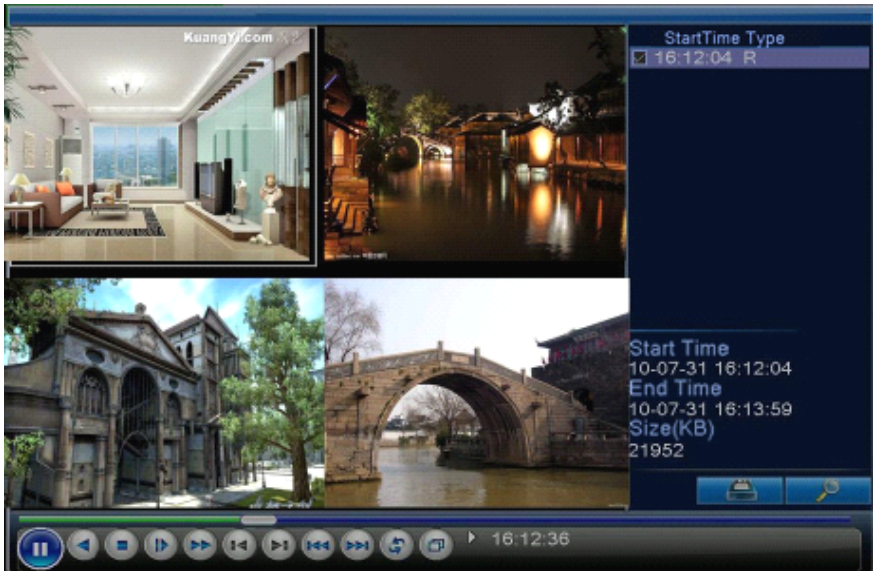 KuangYi.com
StartTime Type
16:12:04 R
Start Time
10-07-31 16:12:04
End Time
10-07-31 16:13:59
Size(KB)
21952
16:12:36